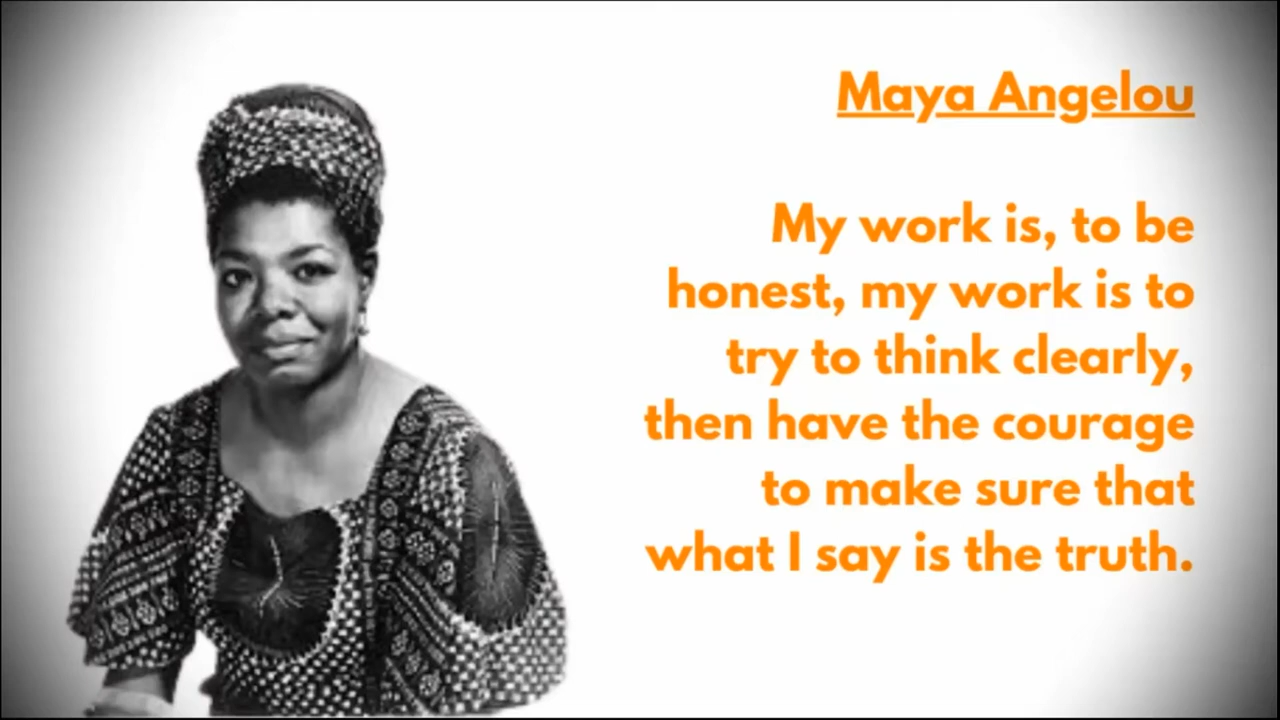 Maya Angelou
My work is, to be
honest, my work is to
try to think clearly,
then have the courage
to make sure that
what I say is the truth.